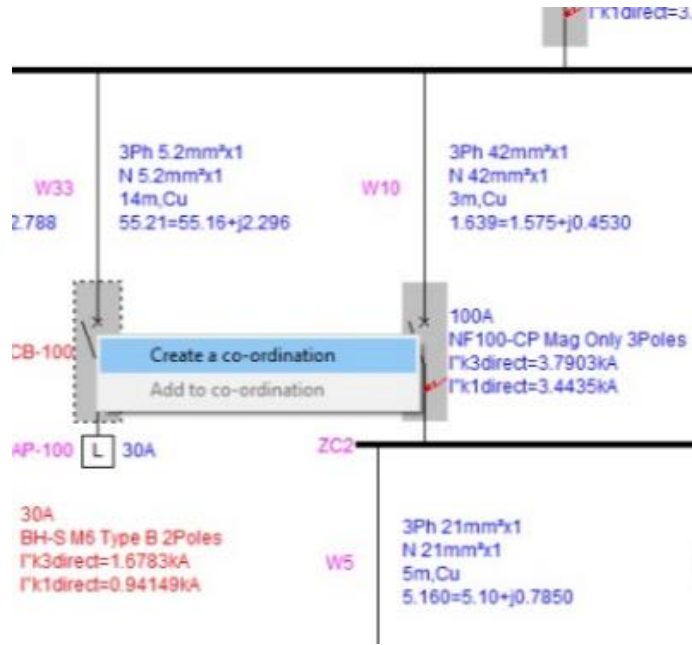 I"k1direct=3.
3Ph 5.2mm²x1
N 5.2mm²x1
14m,Cu
55.21=55.16+j2.296
W33
2.788
3Ph 42mm²x1
N 42mm²x1
3m,Cu
1.639=1.575+j0.4530
W10
CB-100
Create a co-ordination
Add to co-ordination
100A
NF100-CP Mag Only 3Poles
I"k3direct=3.7903kA
I"k1direct=3.4435kA
AP-100
L
30A
ZC2
30A
BH-S M6 Type B 2Poles
I"k3direct=1.6783kA
I"k1direct=0.94149kA
W5
3Ph 21mm²x1
N 21mm²x1
5m,Cu
5.160=5.10+j0.7850